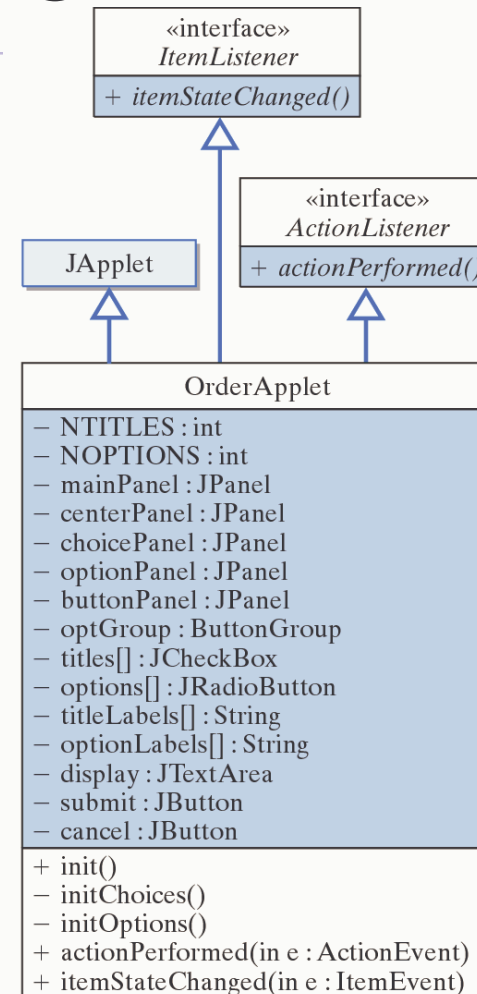 «interface»
ItemListener
+ itemStateChanged()
«interface»
ActionListener
+ actionPerformed()
JApplet
OrderApplet
− NTITLES : int
− NOPTIONS : int
− mainPanel : JPanel
− centerPanel : JPanel
− choicePanel : JPanel
− optionPanel : JPanel
− buttonPanel : JPanel
− optGroup : ButtonGroup
− titles[] : JCheckBox
− options[] : JRadioButton
− titleLabels[] : String
− optionLabels[] : String
− display : JTextArea
− submit : JButton
− cancel : JButton
+ init()
− initChoices()
− initOptions()
+ actionPerformed(in e : ActionEvent)
+ itemStateChanged(in e : ItemEvent)